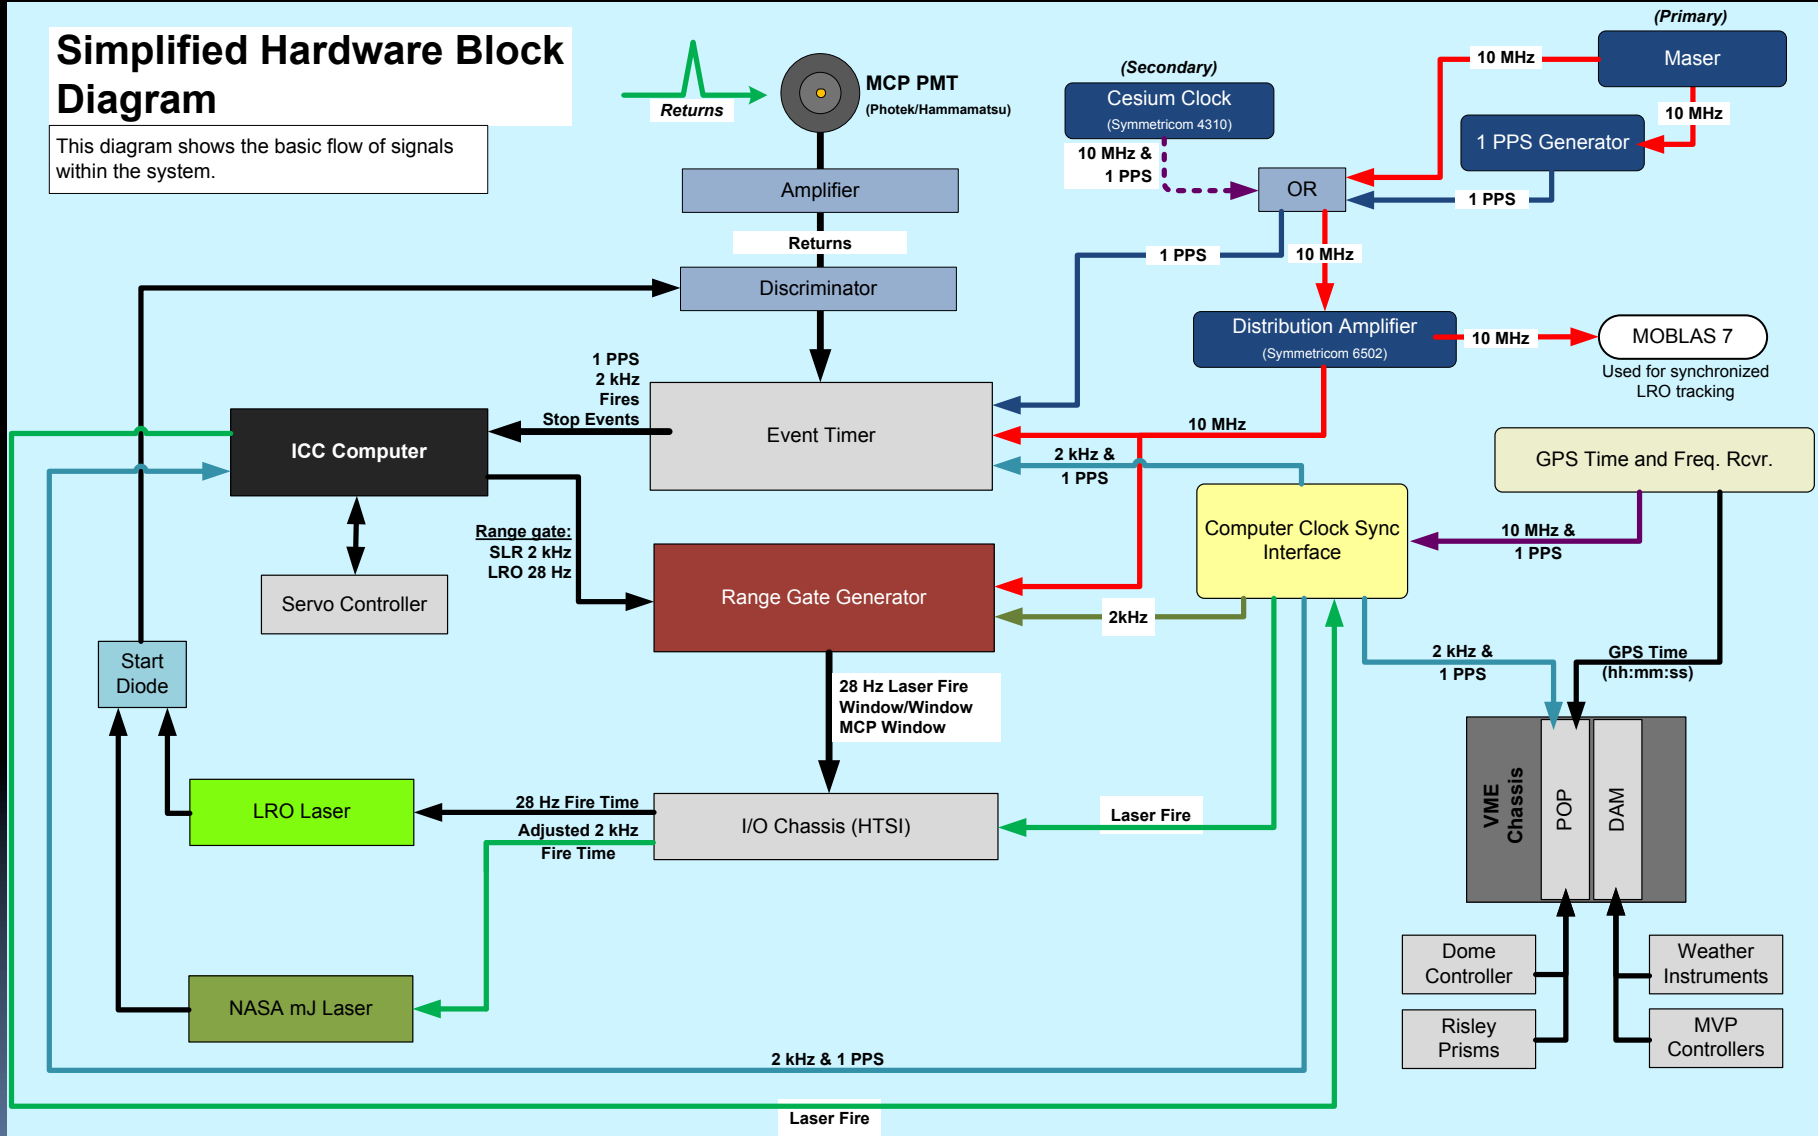 Simplified Hardware Block
Diagram
This diagram shows the basic flow of signals
within the system.
Returns
MCP PMT
(Photek/Hammamatsu)
Amplifier
Returns
Discriminator
(Secondary)
Cesium Clock
(Symmetricom 4310)
10 MHz &
1 PPS
(Primary)
Maser
10 MHz
10 MHz
1 PPS Generator
OR
1 PPS
1 PPS
10 MHz
Distribution Amplifier
(Symmetricom 6502)
10 MHz
MOBLAS 7
Used for synchronized
LRO tracking
1 PPS
2 kHz
Fires
Stop Events
Event Timer
10 MHz
2 kHz &
1 PPS
ICC Computer
GPS Time and Freq. Rcvr.
Computer Clock Sync
Interface
10 MHz &
1 PPS
Range gate:
SLR 2 kHz
LRO 28 Hz
Servo Controller
Range Gate Generator
2kHz
Start
Diode
2 kHz &
1 PPS
GPS Time
(hh:mm:ss)
28 Hz Laser Fire
Window/Window
MCP Window
VME
Chassis
POP
DAM
LRO Laser
28 Hz Fire Time
Adjusted 2 kHz
Fire Time
I/O Chassis (HTSI)
Laser Fire
Dome
Controller
Weather
Instruments
NASA mJ Laser
Risley
Prisms
MVP
Controllers
2 kHz & 1 PPS
Laser Fire